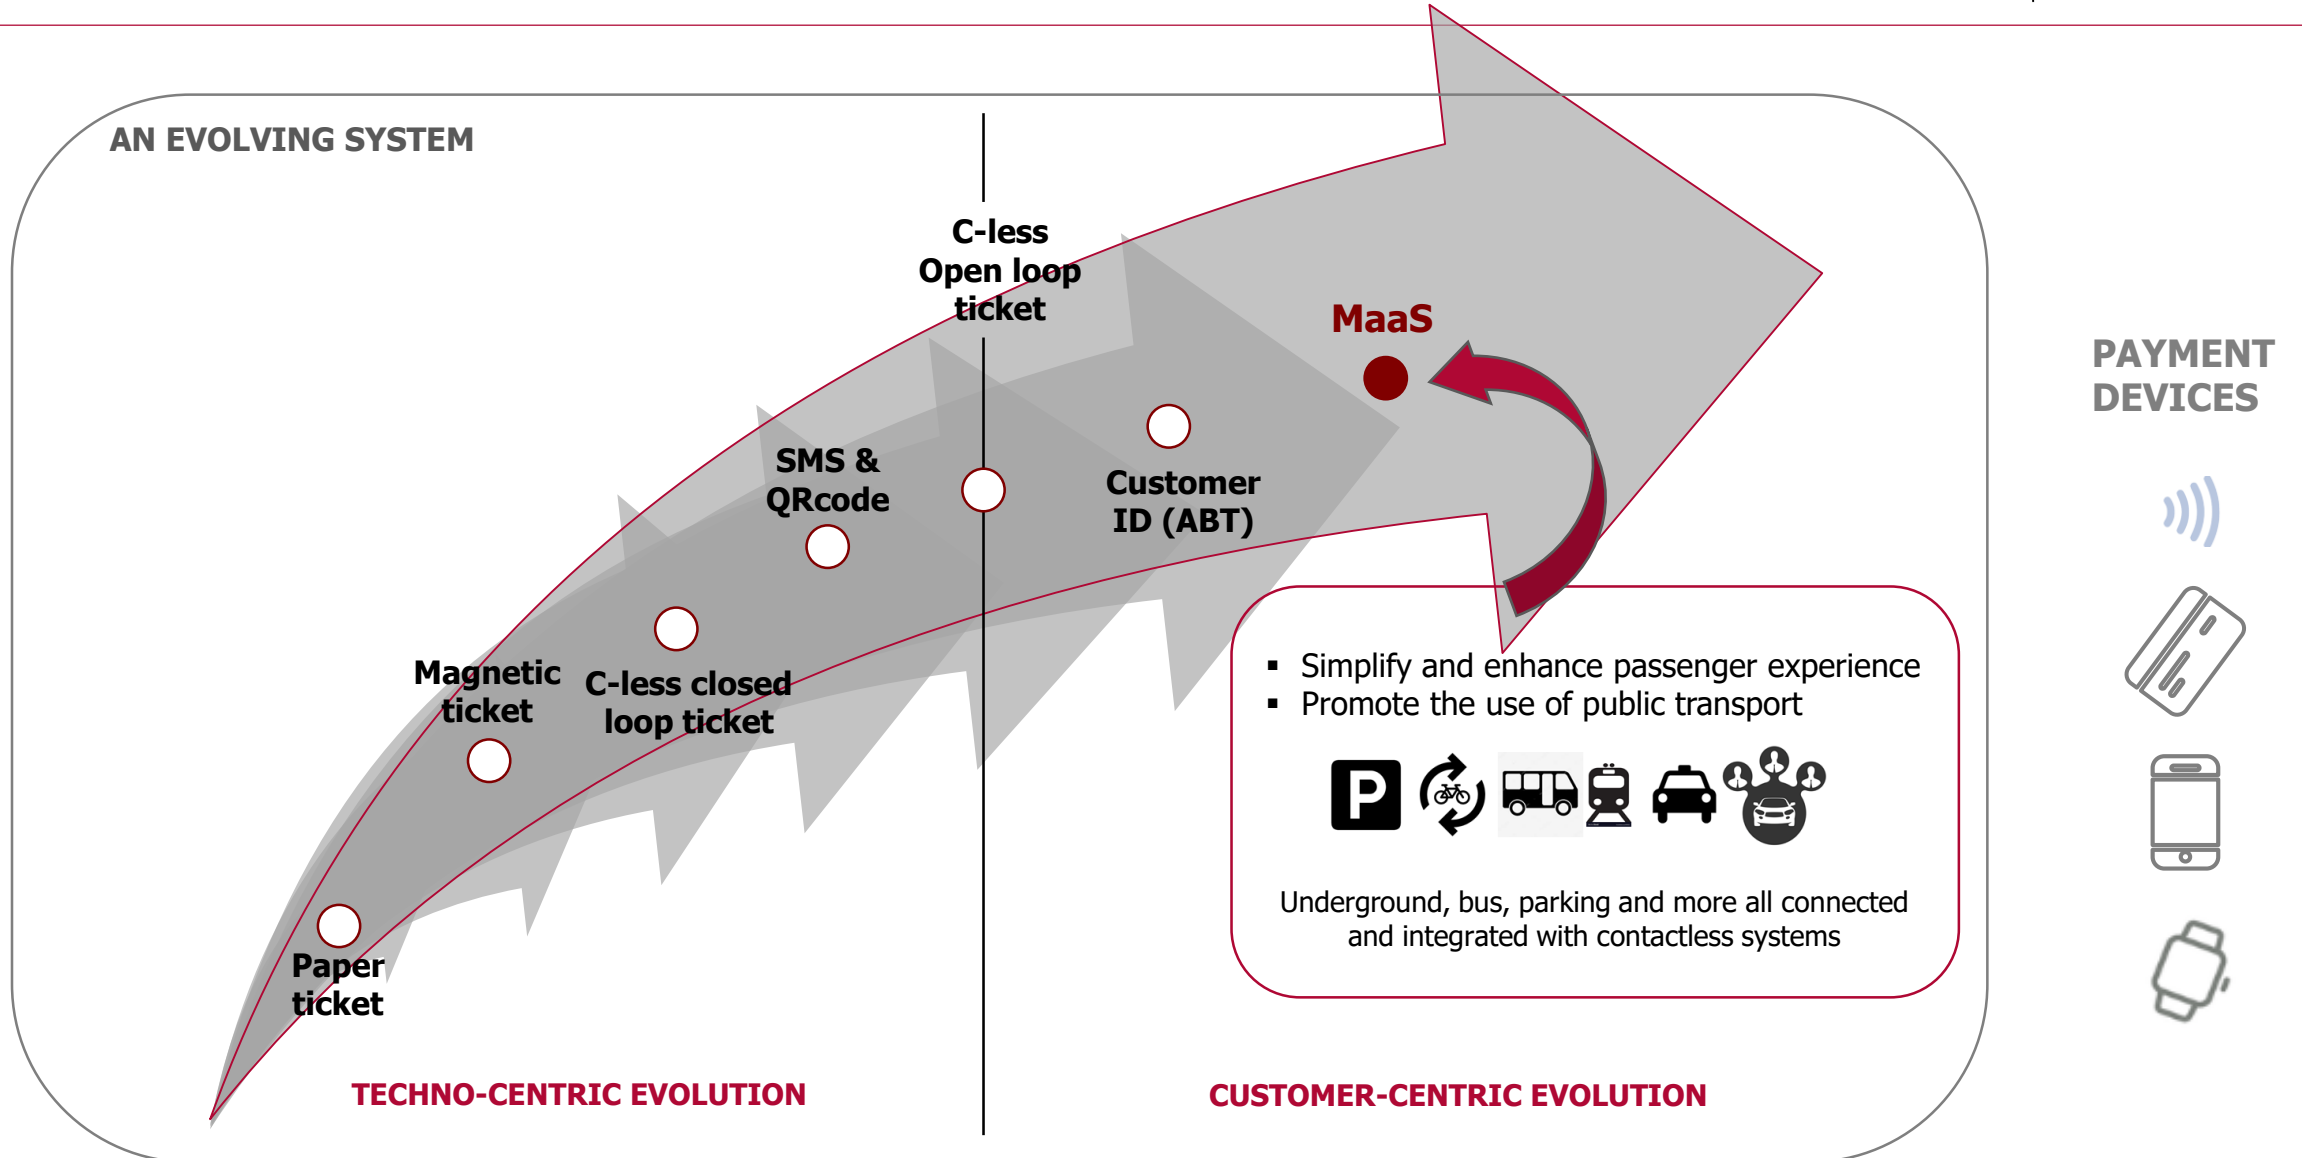 AN EVOLVING SYSTEM
C-less
Open loop
ticket
MaaS
PAYMENT
DEVICES
SMS &
QRcode
Customer
ID (ABT)
Magnetic
ticket
C-less closed
loop ticket
▪ Simplify and enhance passenger experience
▪ Promote the use of public transport
P
Underground, bus, parking and more all connected
and integrated with contactless systems
Paper
ticket
TECHNO-CENTRIC EVOLUTION
CUSTOMER-CENTRIC EVOLUTION